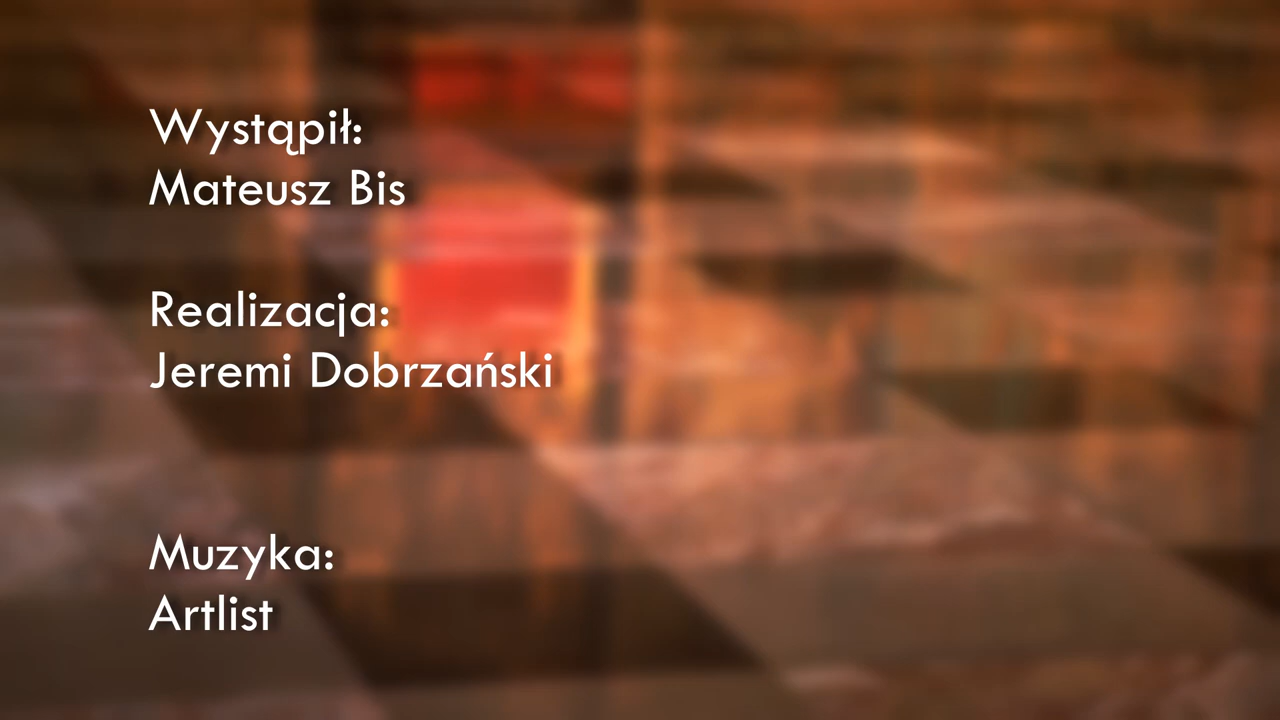 Wystąpił:
Mateusz Bis
Realizacja:
Jeremi Dobrzański
Muzyka:
Artlist